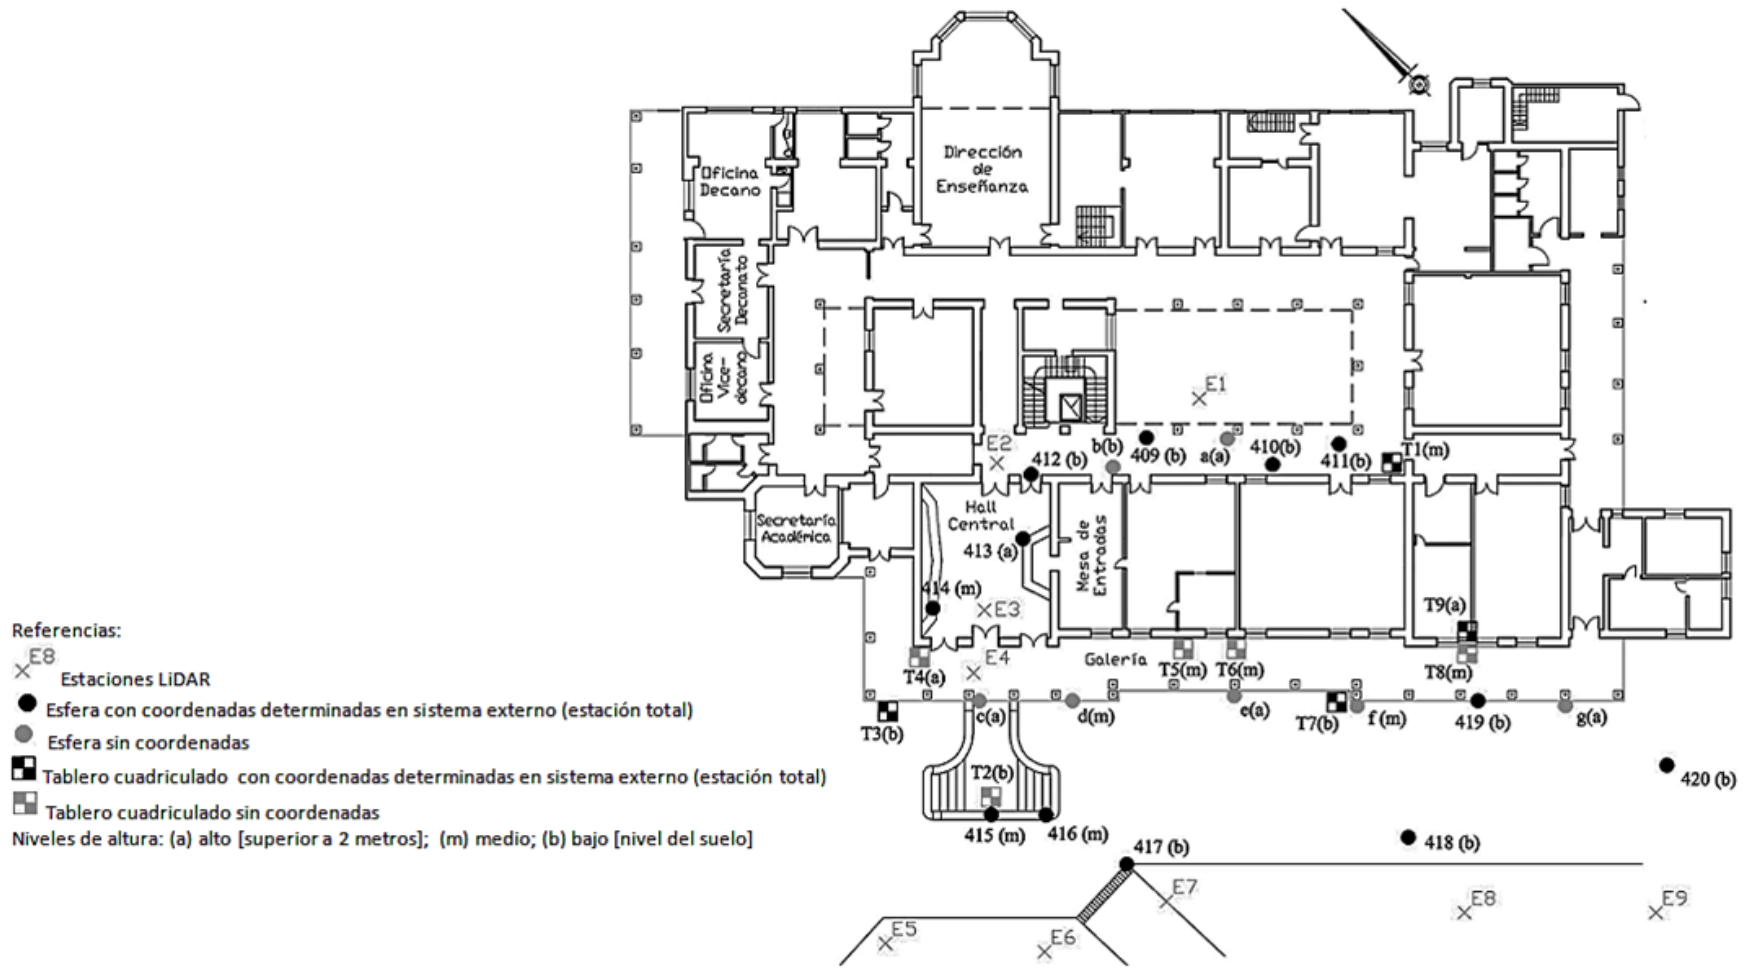 Dirección
de
Enseñanza
Oficina
Decano
Secretaría
Decanato
Oficina
Vice-
decano
E1
E2
b(b)
409 (b)
a(a)
410(b)
411(b)
T1(m)
412 (b)
Secretaría
Académica
Hall
Central
413 (a)
Mesa de
Entradas
414 (m)
E3
T9(a)
E4
Galería
T4(a)
T5(m)
T6(m)
T8(m)
T3(b)
c(a)
d(m)
e(a)
T7(b)
f (m)
419 (b)
g(a)
T2(b)
420 (b)
415 (m)
416 (m)
417 (b)
418 (b)
E5
E6
E7
E8
E9
Referencias:
E8
Estaciones LiDAR
Esfera con coordenadas determinadas en sistema externo (estación total)
Esfera sin coordenadas
Tablero cuadriculado con coordenadas determinadas en sistema externo (estación total)
Tablero cuadriculado sin coordenadas
Niveles de altura: (a) alto [superior a 2 metros]; (m) medio; (b) bajo [nivel del suelo]